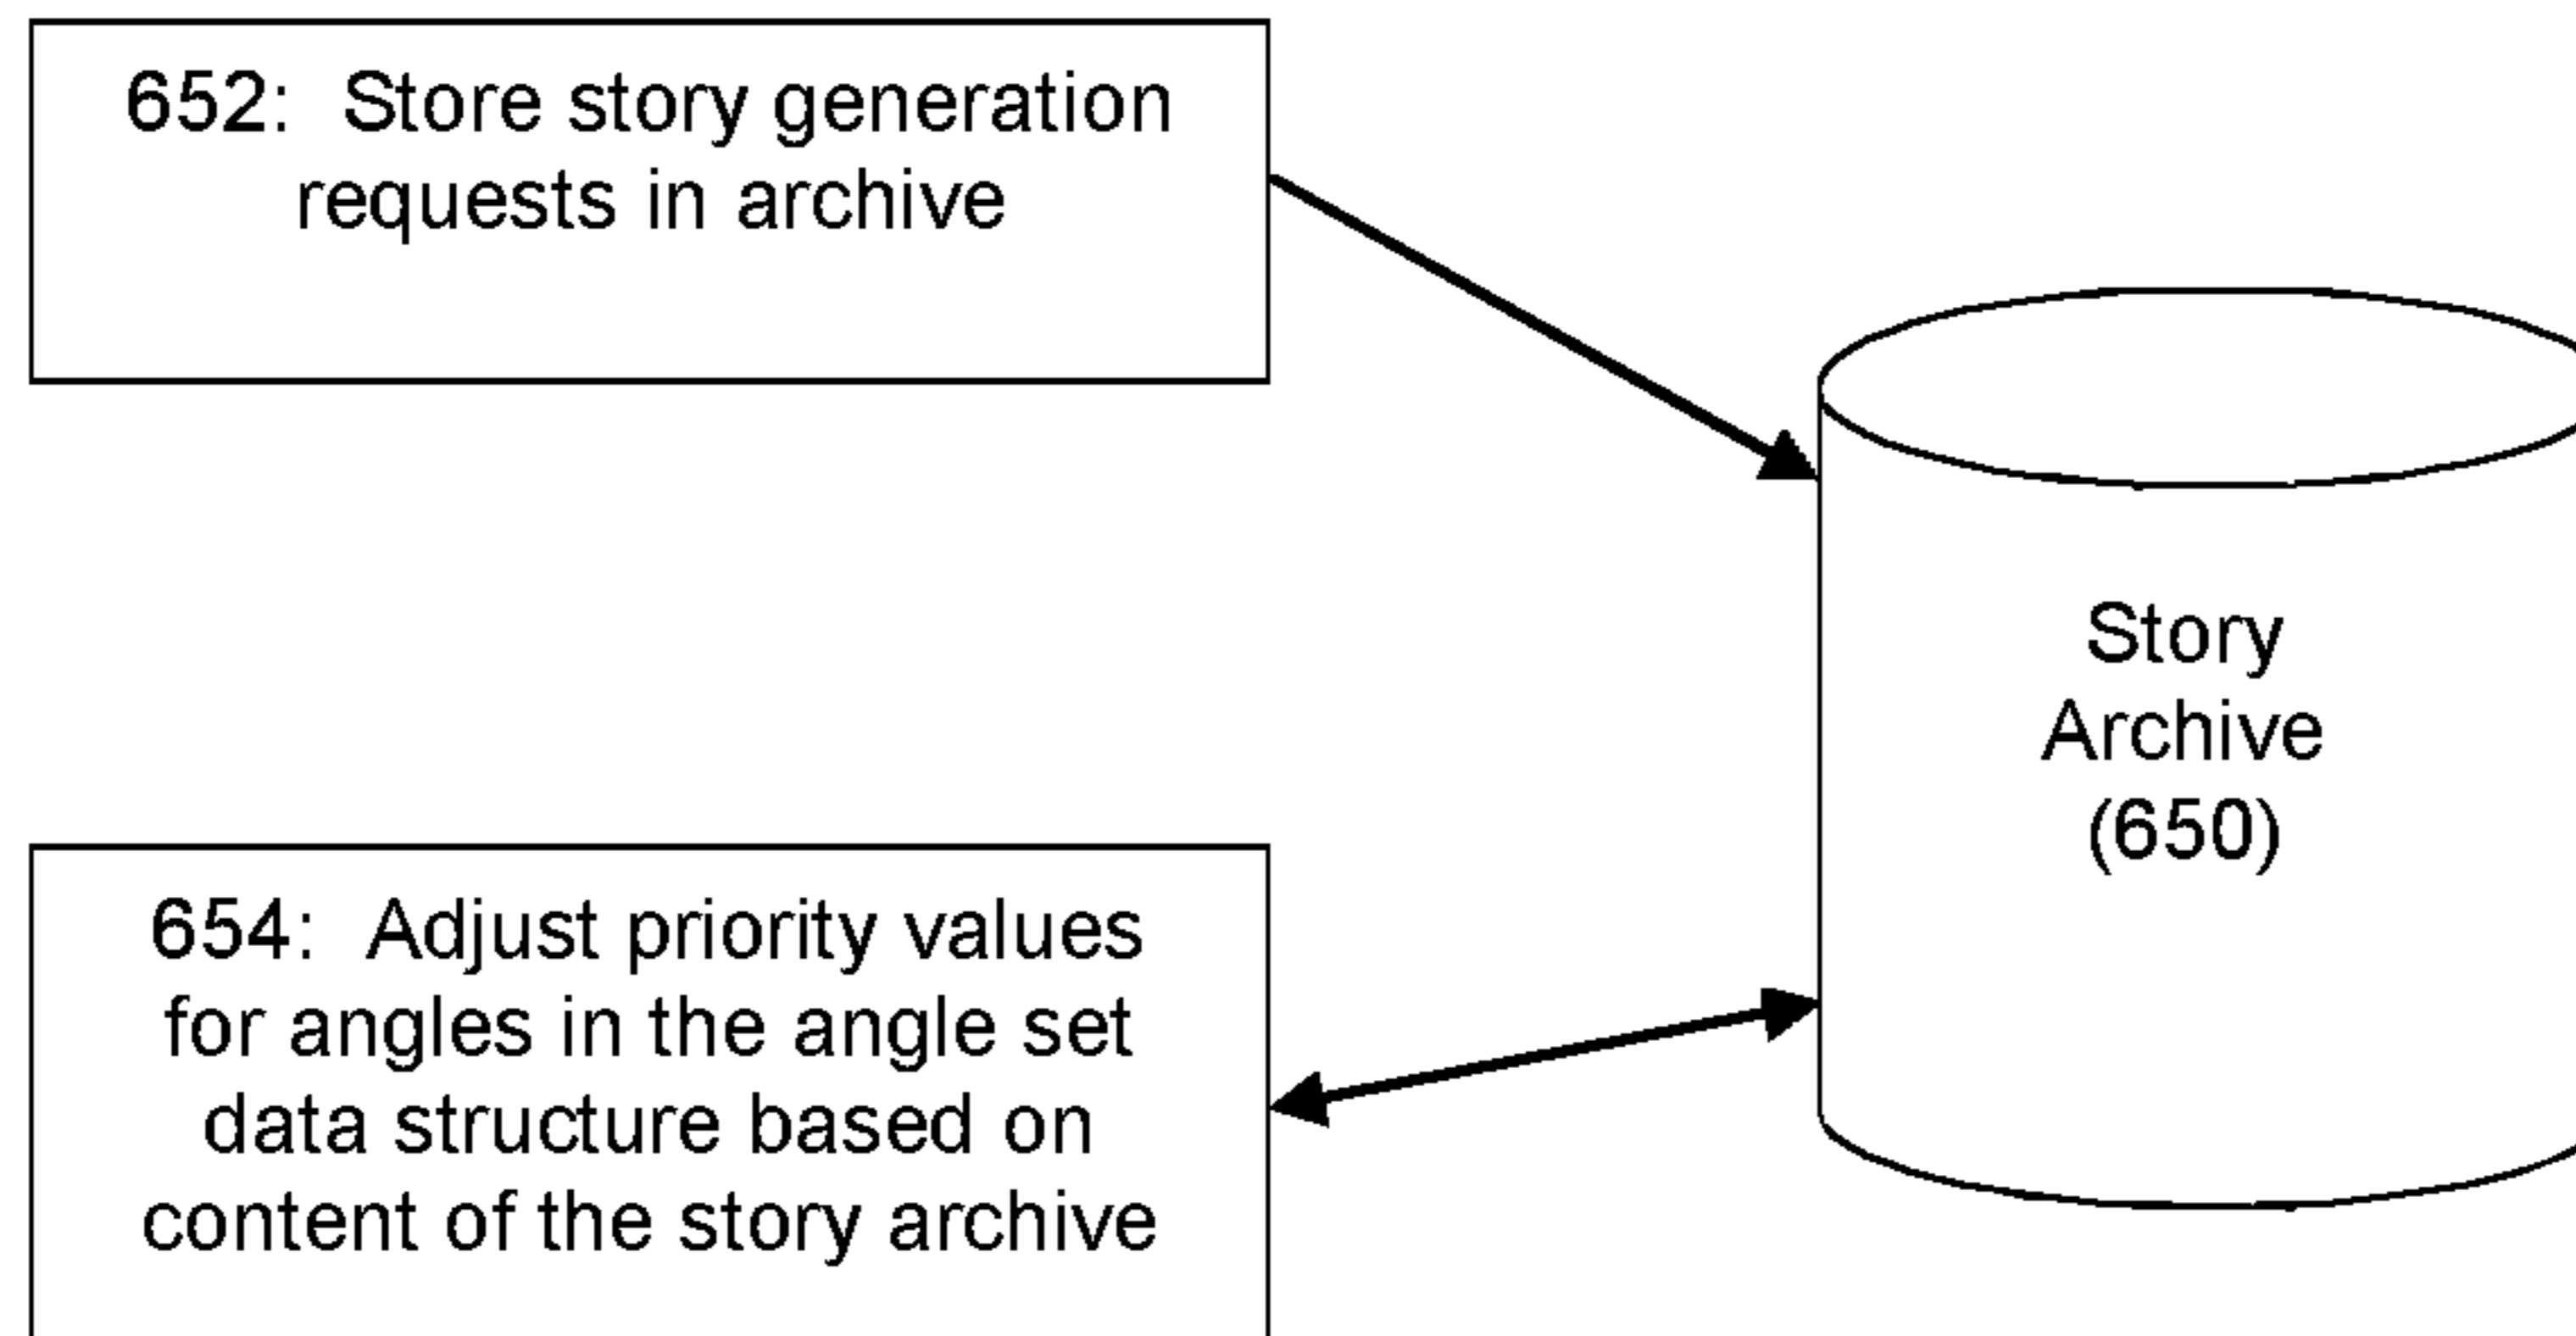 652: Store story generation
requests in archive
Story
Archive
(650)
654: Adjust priority values
for angles in the angle set
data structure based on
content of the story archive